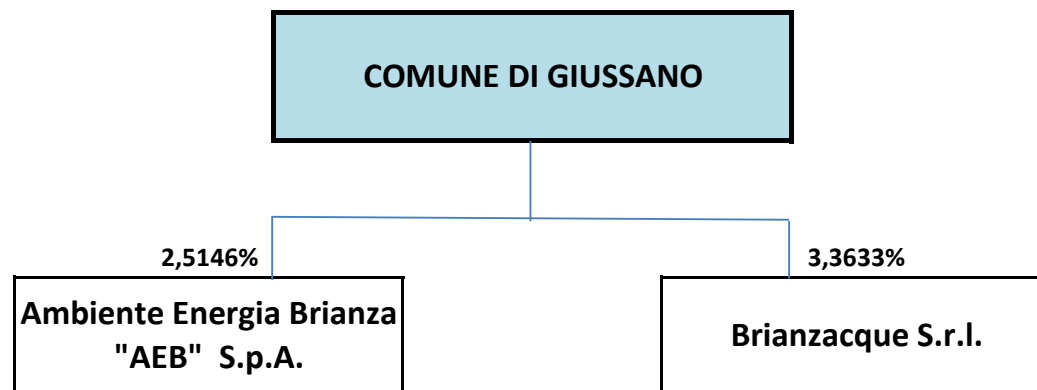 COMUNE DI GIUSSANO
2,5146%
3,3633%
Ambiente Energia Brianza
"AEB" S.p.A.
Brianzacque S.r.l.